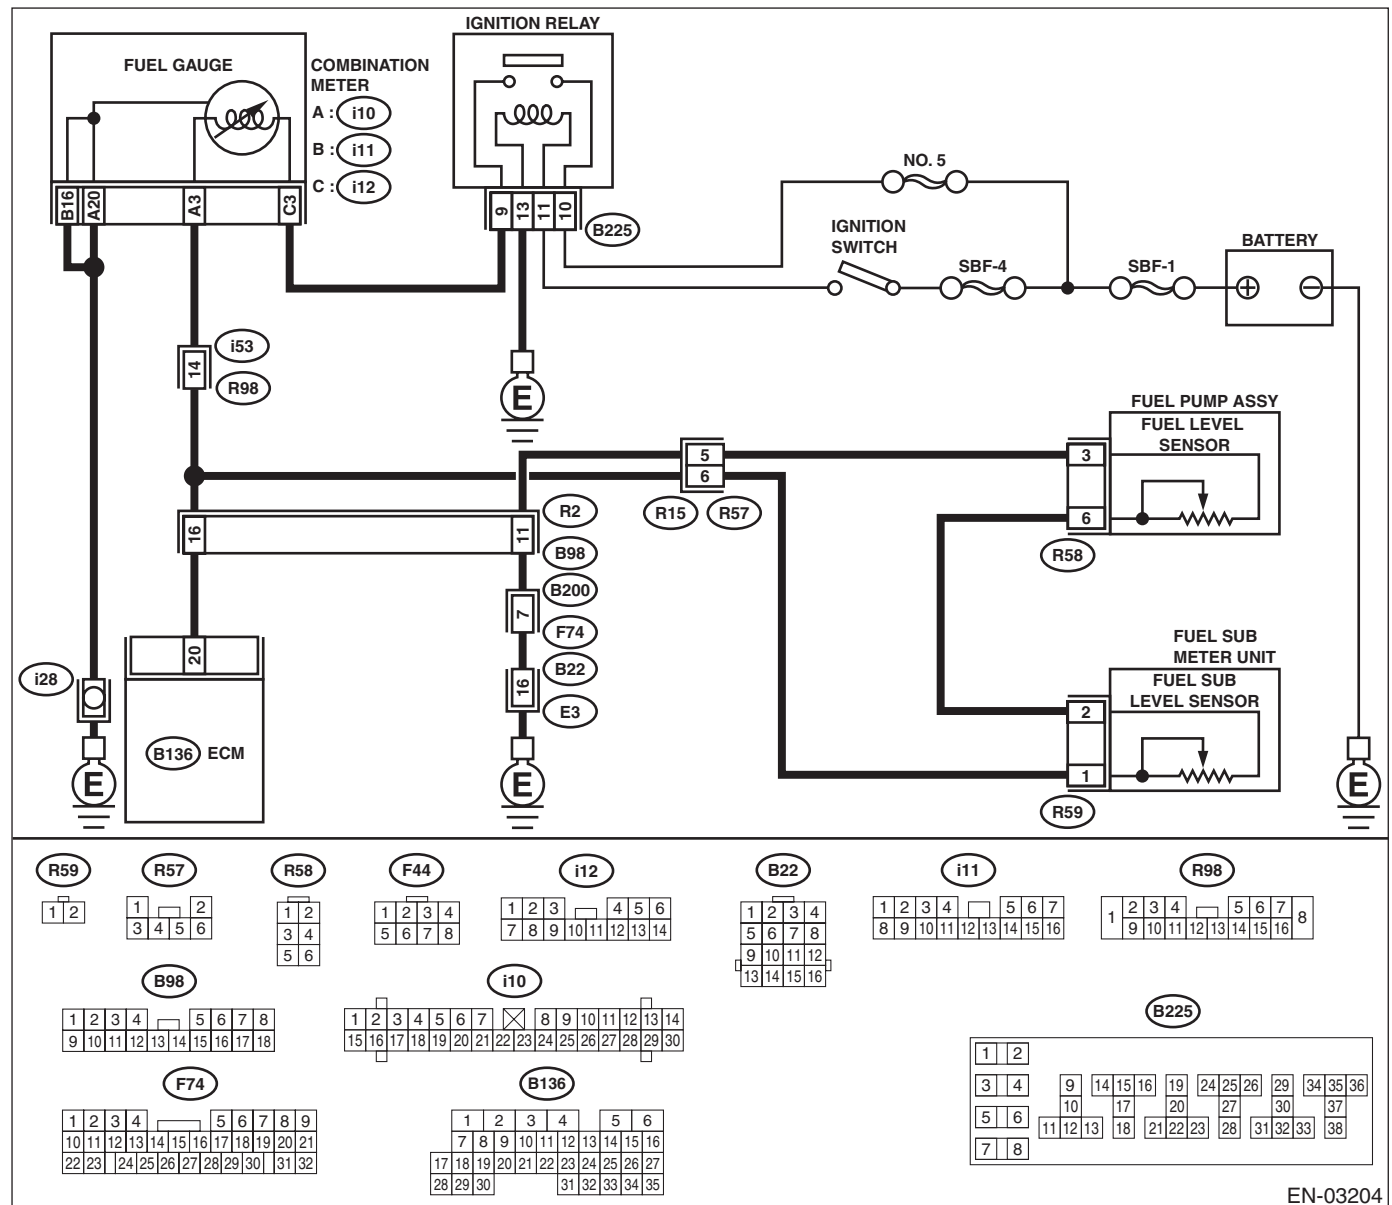 IGNITION RELAY
FUEL GAUGE
COMBINATION
METER
A : i10
B : i11
C : i12
B16 A20 A3 C3
9 13 11 10
B225
NO. 5
IGNITION
SWITCH
SBF-4
SBF-1
BATTERY
+ −
i53
14
R98
E
FUEL PUMP ASSY
FUEL LEVEL
SENSOR
3
6
R58
5
6
R15 R57
R2
16 11
B98
B200
7
F74
B22
16
E3
20
i28
B136 ECM
E
E
FUEL SUB
METER UNIT
FUEL SUB
LEVEL SENSOR
2
1
R59
E
R59
1 2
R57
1 2
3 4 5 6
R58
1 2
3 4
5 6
F44
1 2 3 4
5 6 7 8
i12
1 2 3 4 5 6
7 8 9 10 11 12 13 14
B22
1 2 3 4
5 6 7 8
9 10 11 12
13 14 15 16
i11
1 2 3 4 5 6 7
8 9 10 11 12 13 14 15 16
R98
1 2 3 4 5 6 7 8
9 10 11 12 13 14 15 16
B98
1 2 3 4 5 6 7 8
9 10 11 12 13 14 15 16 17 18
i10
1 2 3 4 5 6 7 8 9 10 11 12 13 14
15 16 17 18 19 20 21 22 23 24 25 26 27 28 29 30
B225
1 2
3 4
5 6
7 8
9 14 15 16 19 24 25 26 29 34 35 36
10 17 20 27 30 37
11 12 13 18 21 22 23 28 31 32 33 38
F74
1 2 3 4 5 6 7 8 9
10 11 12 13 14 15 16 17 18 19 20 21
22 23 24 25 26 27 28 29 30 31 32
B136
1 2 3 4 5 6
7 8 9 10 11 12 13 14 15 16
17 18 19 20 21 22 23 24 25 26 27
28 29 30 31 32 33 34 35
EN-03204